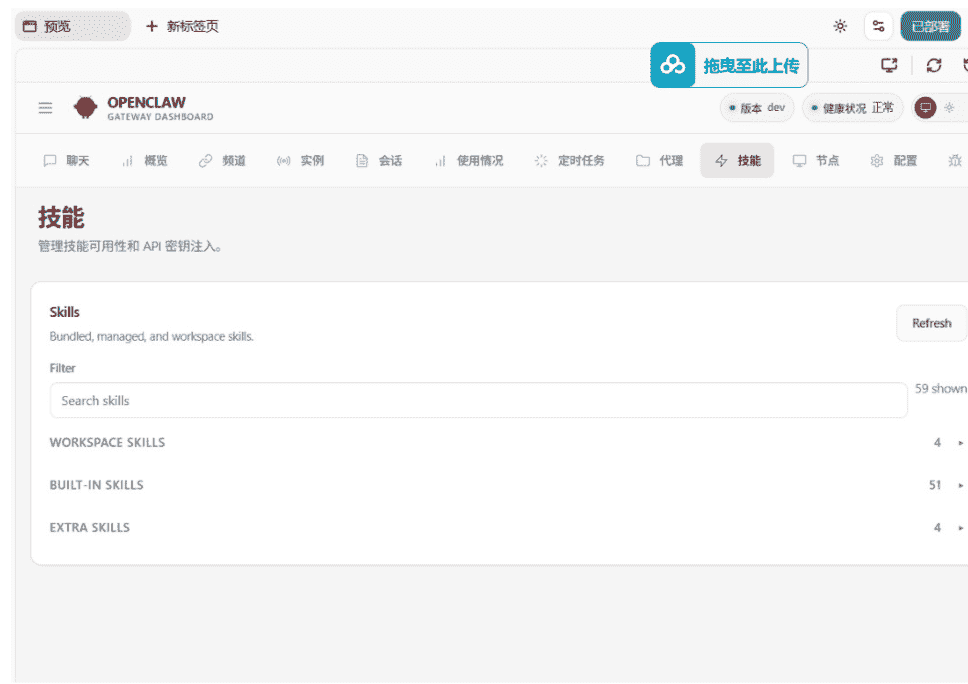 预览
新标签页
已部署
拖曳至此上传
OPENCLAW
GATEWAY DASHBOARD
版本 dev
健康状况 正常
聊天
概览
频道
实例
会话
使用情况
定时任务
代理
技能
节点
配置
技能
管理技能可用性和 API 密钥注入。
Skills
Bundled, managed, and workspace skills.
Refresh
Filter
Search skills
59 shown
WORKSPACE SKILLS 4
BUILT-IN SKILLS 51
EXTRA SKILLS 4